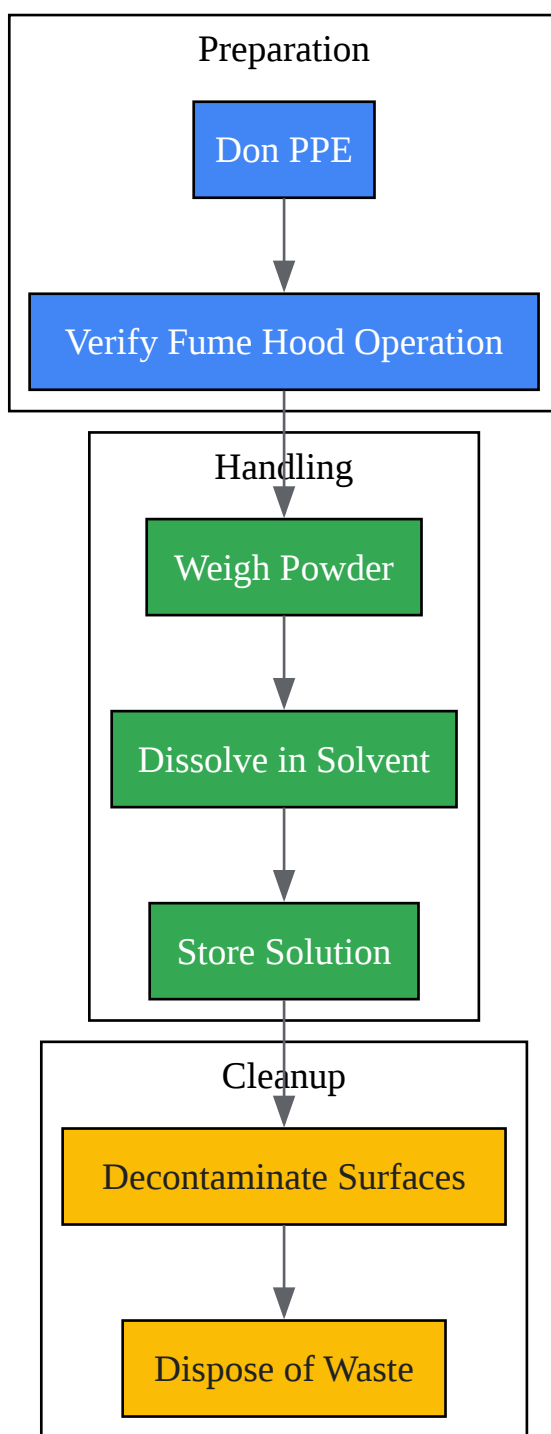 Preparation
Don PPE
Verify Fume Hood Operation
Handling
Weigh Powder
Dissolve in Solvent
Store Solution
Cleanup
Decontaminate Surfaces
Dispose of Waste